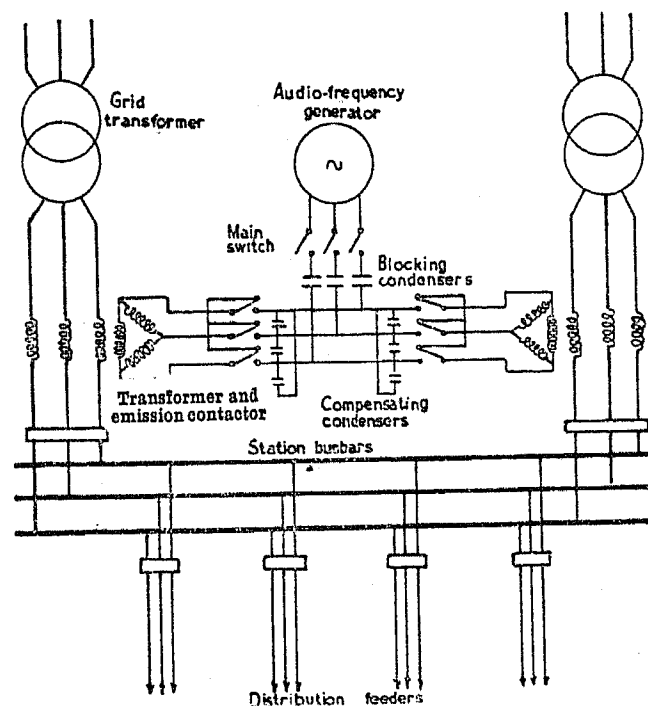 Grid
transformer
Audio-frequency
generator
~
Main
switch
Blocking
condensers
Transformer and
emission contactor
Compensating
condensers
Station busbars
Distribution feeders